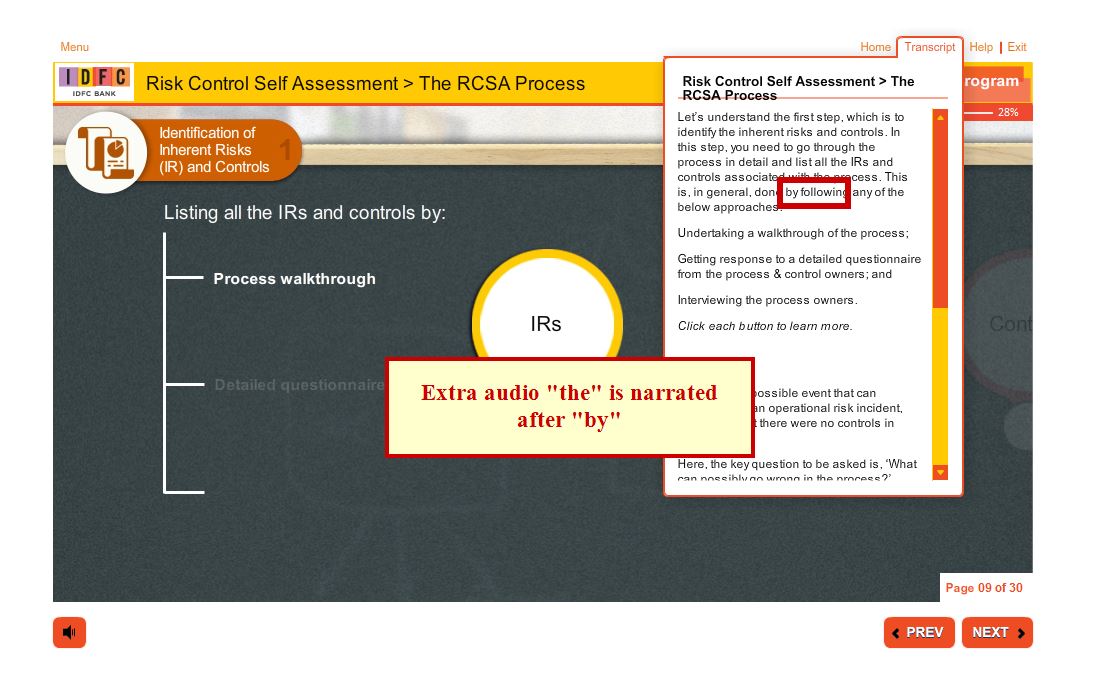 Menu
Home Transcript Help | Exit
IDFC
IDFC BANK
Risk Control Self Assessment > The RCSA Process
rogram
28%
Identification of
Inherent Risks
(IR) and Controls
1
Listing all the IRs and controls by:
Process walkthrough
Detailed questionnaire
IRs
Cont
Risk Control Self Assessment > The
RCSA Process
Let's understand the first step, which is to
identify the inherent risks and controls. In
this step, you need to go through the
process in detail and list all the IRs and
controls associated with the process. This
is, in general, done by following any of the
below approaches:
Undertaking a walkthrough of the process;
Getting response to a detailed questionnaire
from the process & control owners; and
Interviewing the process owners.
Click each button to learn more.
ossible event that can
an operational risk incident,
t there were no controls in
Here, the key question to be asked is, 'What
can possibly go wrong in the process?'
Extra audio "the" is narrated
after "by"
Page 09 of 30
PREV
NEXT